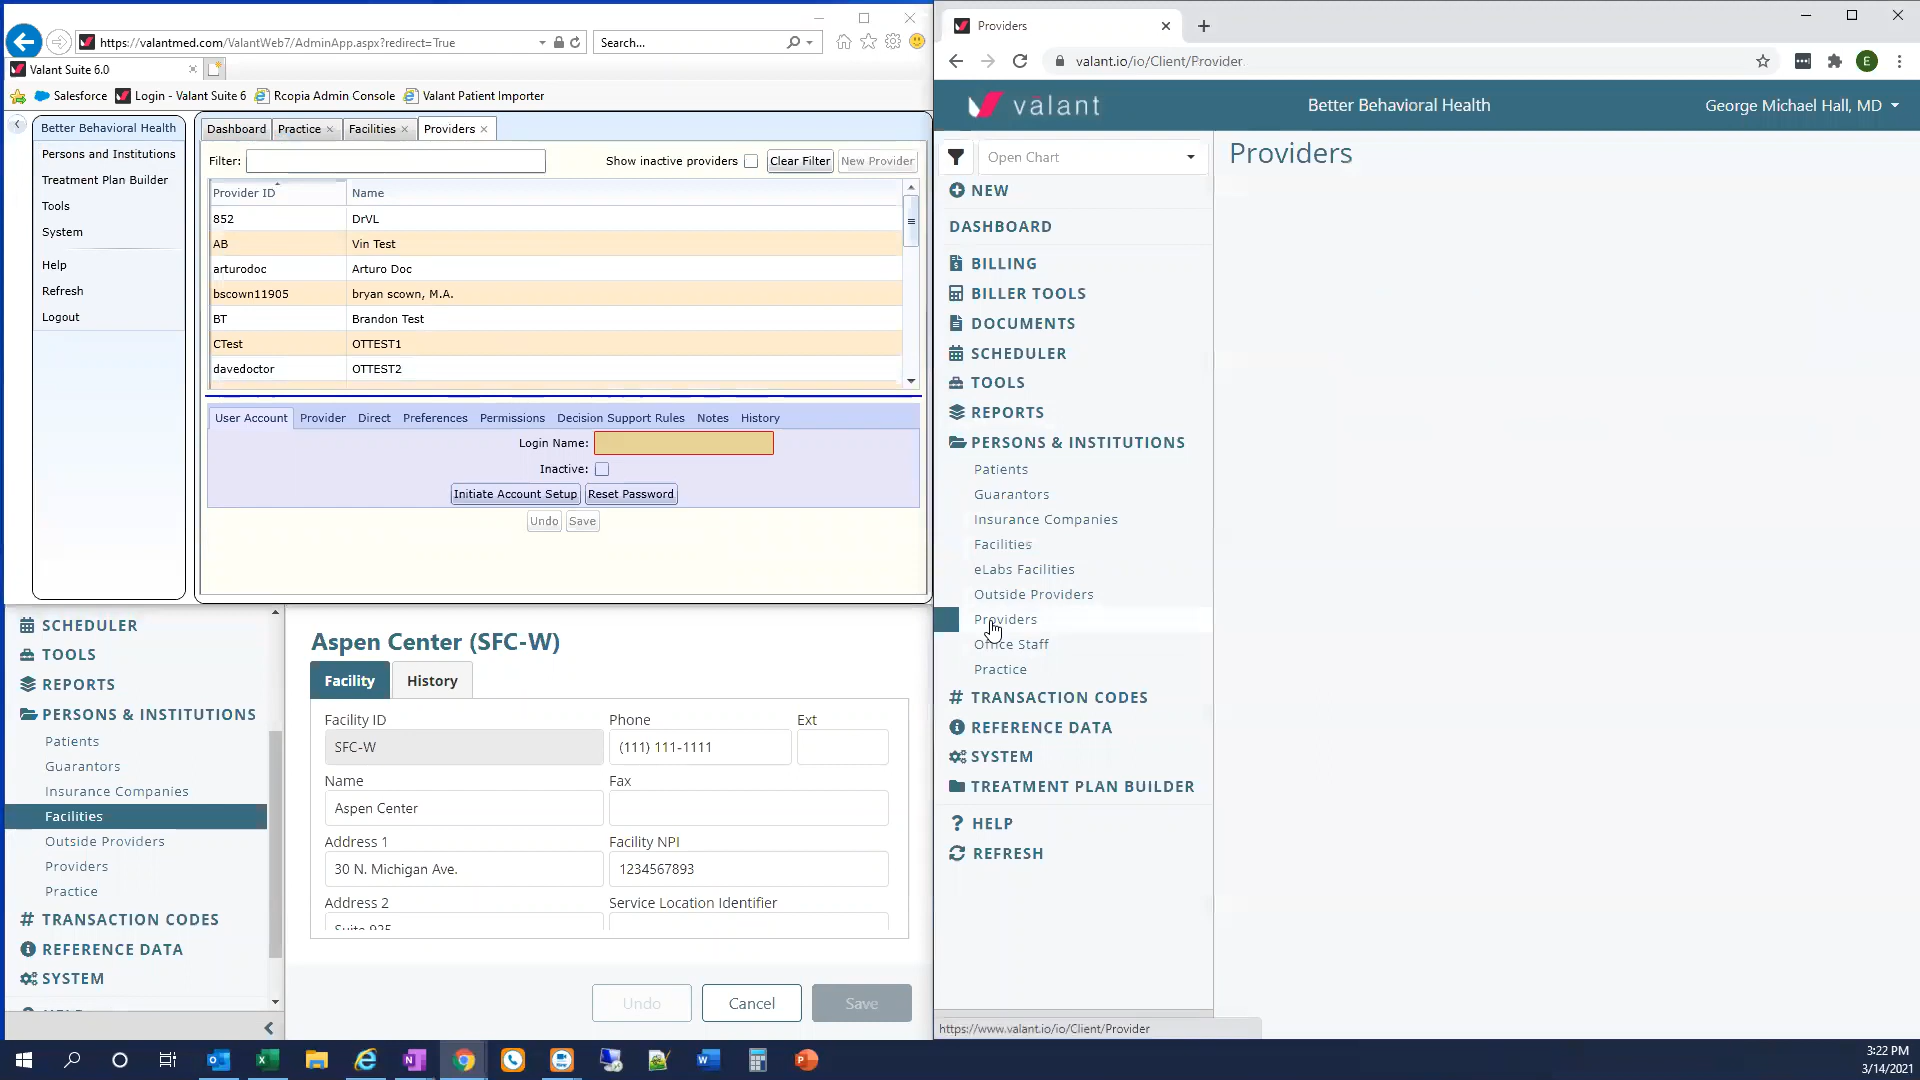 https://valantmed.com/ValantWeb7/AdminApp.aspx?redirect=True
Search...
Valant Suite 6.0
Salesforce
Login - Valant Suite 6
Rcopia Admin Console
Valant Patient Importer
Better Behavioral Health
Persons and Institutions
Treatment Plan Builder
Tools
System
Help
Refresh
Logout
Dashboard
Practice
Facilities
Providers
Filter:
Show inactive providers
Clear Filter
New Provider
Provider ID
Name
852 DrVL
AB Vin Test
arturodoc Arturo Doc
bscown11905 bryan scown, M.A.
BT Brandon Test
CTest OTTEST1
davedoctor OTTEST2
User Account
Provider
Direct
Preferences
Permissions
Decision Support Rules
Notes
History
Login Name:
Inactive:
Initiate Account Setup
Reset Password
Undo
Save
SCHEDULER
TOOLS
REPORTS
PERSONS & INSTITUTIONS
Patients
Guarantors
Insurance Companies
Facilities
Outside Providers
Providers
Practice
TRANSACTION CODES
REFERENCE DATA
SYSTEM
Aspen Center (SFC-W)
Facility
History
Facility ID
SFC-W
Phone
(111) 111-1111
Ext
Name
Aspen Center
Fax
Address 1
30 N. Michigan Ave.
Facility NPI
1234567893
Address 2
Suite 925
Service Location Identifier
Undo
Cancel
Save
Providers
valant.io/io/Client/Provider
E
valant
Better Behavioral Health
George Michael Hall, MD
Open Chart
Providers
NEW
DASHBOARD
BILLING
BILLER TOOLS
DOCUMENTS
SCHEDULER
TOOLS
REPORTS
PERSONS & INSTITUTIONS
Patients
Guarantors
Insurance Companies
Facilities
eLabs Facilities
Outside Providers
Providers
Office Staff
Practice
TRANSACTION CODES
REFERENCE DATA
SYSTEM
TREATMENT PLAN BUILDER
HELP
REFRESH
https://www.valant.io/io/Client/Provider
3:22 PM
3/14/2021